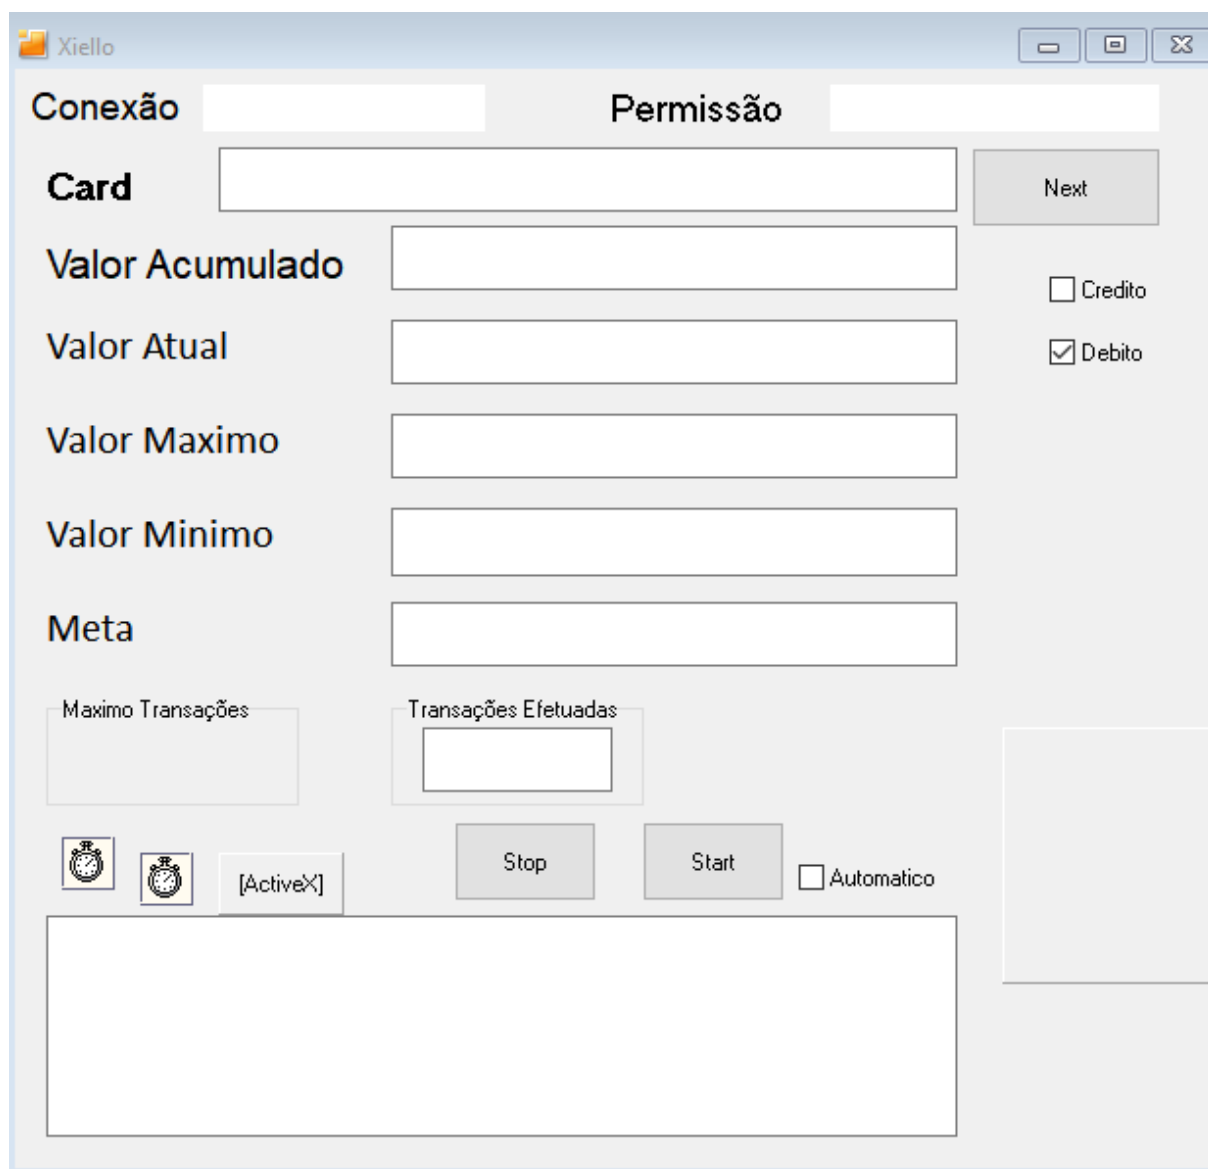 Xiello
Conexão
Permissão
Card
Next
Valor Acumulado
Credito
Valor Atual
Debito
Valor Maximo
Valor Minimo
Meta
Maximo Transações
Transações Efetuadas
[ActiveX]
Stop
Start
Automatico